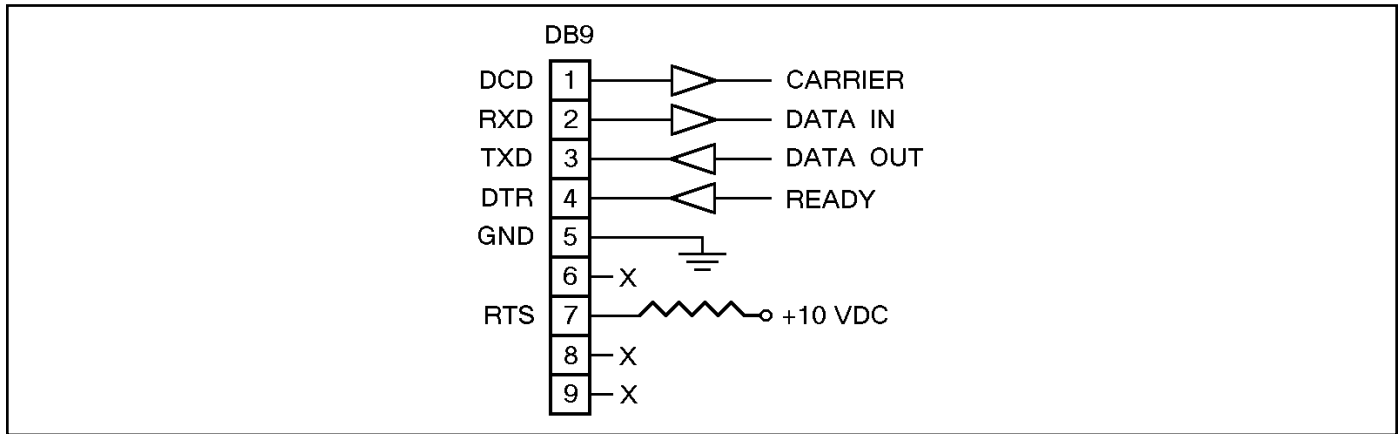 DB9
DCD 1 CARRIER
RXD 2 DATA IN
TXD 3 DATA OUT
DTR 4 READY
GND 5
6 X
RTS 7 +10 VDC
8 X
9 X